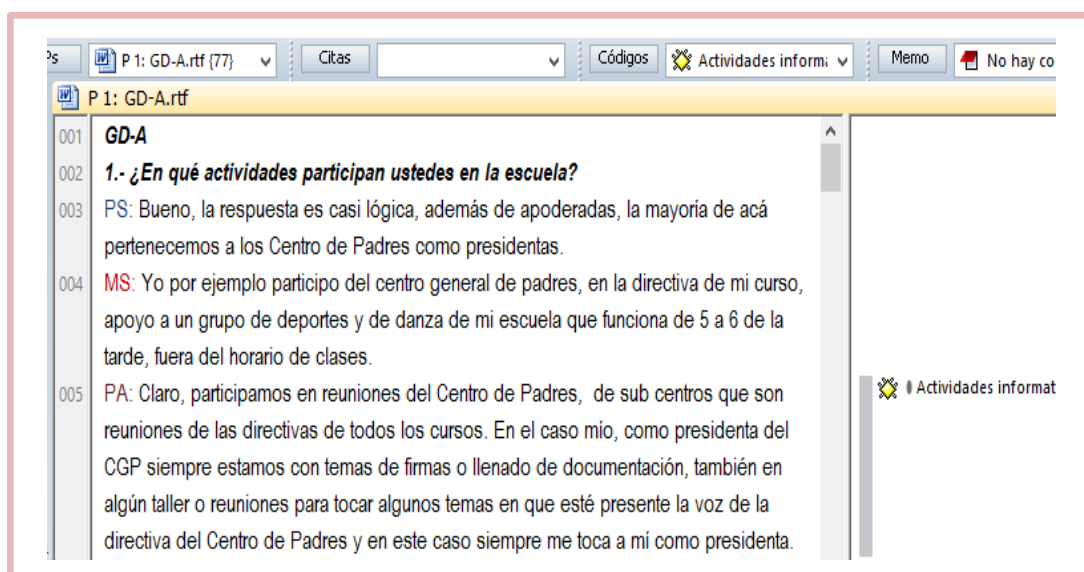 Ps P 1: GD-A.rtf {77} Citas Códigos Actividades inform Memo No hay co
P 1: GD-A.rtf
001 GD-A
002 1.- ¿En qué actividades participan ustedes en la escuela?
003 PS: Bueno, la respuesta es casi lógica, además de apoderadas, la mayoría de acá
pertenecemos a los Centro de Padres como presidentas.
004 MS: Yo por ejemplo participo del centro general de padres, en la directiva de mi curso,
apoyo a un grupo de deportes y de danza de mi escuela que funciona de 5 a 6 de la
tarde, fuera del horario de clases.
005 PA: Claro, participamos en reuniones del Centro de Padres, de sub centros que son
Actividades informat
reuniones de las directivas de todos los cursos. En el caso mío, como presidenta del
CGP siempre estamos con temas de firmas o llenado de documentación, también en
algún taller o reuniones para tocar algunos temas en que esté presente la voz de la
directiva del Centro de Padres y en este caso siempre me toca a mí como presidenta.